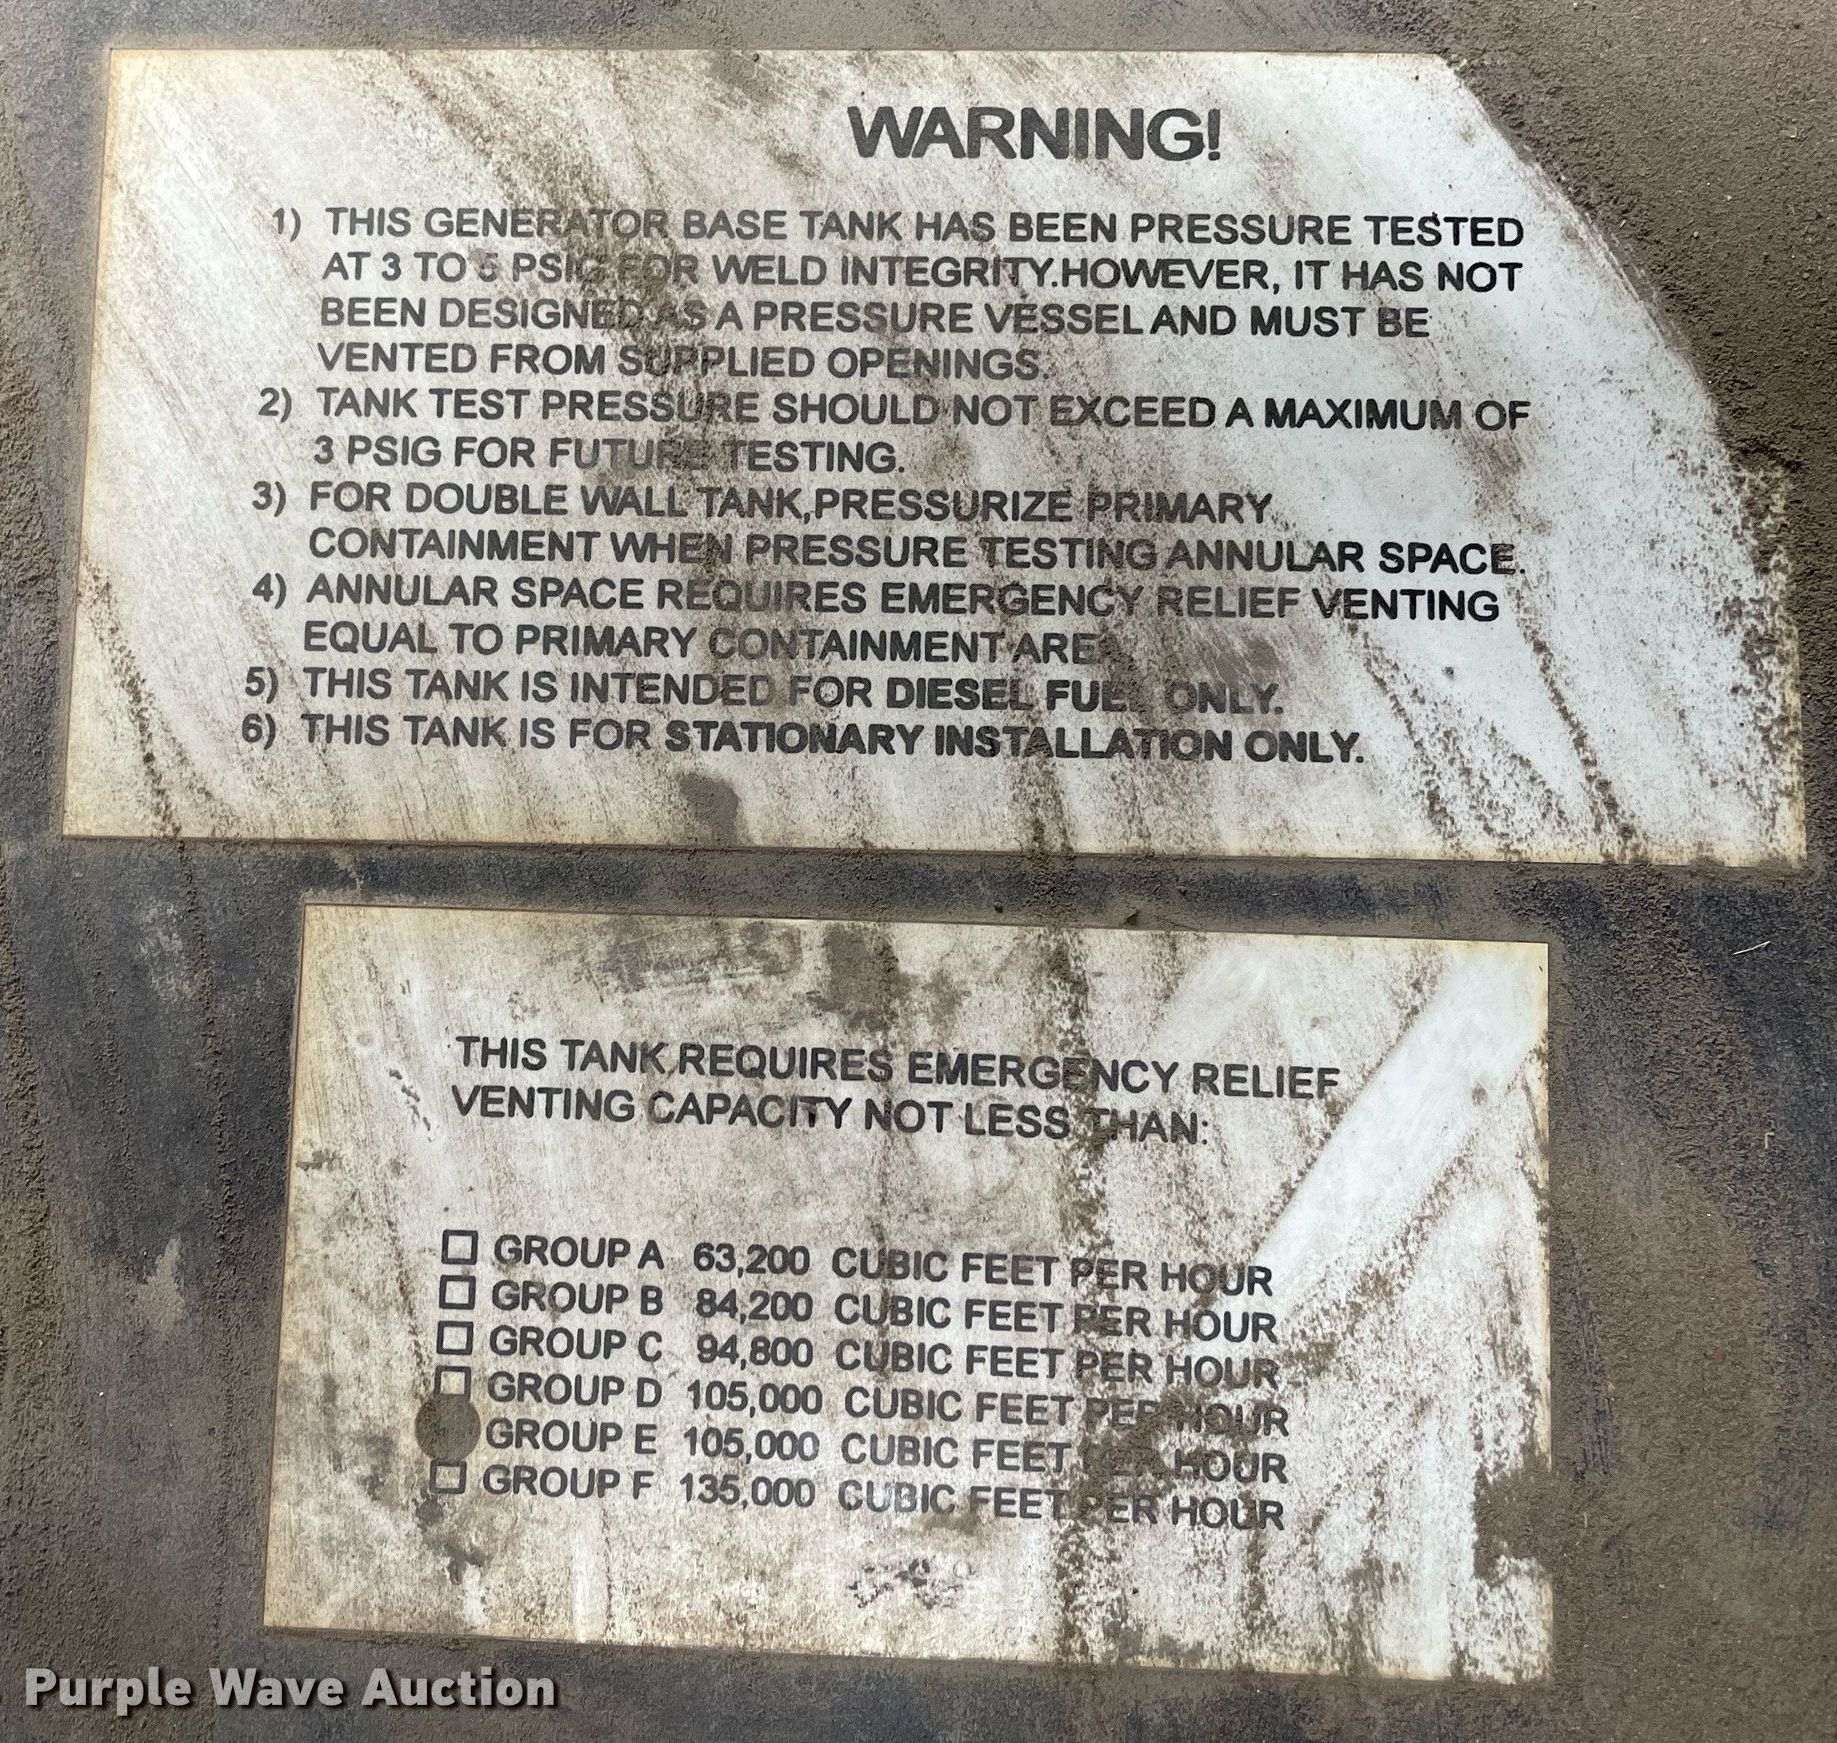 WARNING!
1) THIS GENERATOR BASE TANK HAS BEEN PRESSURE TESTED
AT 3 TO 5 PSIG FOR WELD INTEGRITY.HOWEVER, IT HAS NOT
BEEN DESIGNED AS A PRESSURE VESSEL AND MUST BE
VENTED FROM SUPPLIED OPENINGS.
2) TANK TEST PRESSURE SHOULD NOT EXCEED A MAXIMUM OF
3 PSIG FOR FUTURE TESTING.
3) FOR DOUBLE WALL TANK,PRESSURIZE PRIMARY
CONTAINMENT WHEN PRESSURE TESTING ANNULAR SPACE.
4) ANNULAR SPACE REQUIRES EMERGENCY RELIEF VENTING
EQUAL TO PRIMARY CONTAINMENT
5) THIS TANK IS INTENDED FOR DIESEL FUEL ONLY.
6) THIS TANK IS FOR STATIONARY INSTALLATION ONLY.
THIS TANK REQUIRES EMERGENCY RELIEF
VENTING CAPACITY NOT LESS THAN:
GROUP A 63,200 CUBIC FEET PER HOUR
GROUP B 84,200 CUBIC FEET PER HOUR
GROUP C 94,800 CUBIC FEET PER HOUR
GROUP D 105,000 CUBIC FEET PER HOUR
GROUP E 105,000 CUBIC FEET PER HOUR
GROUP F 135,000 CUBIC FEET PER HOUR
Purple Wave Auction